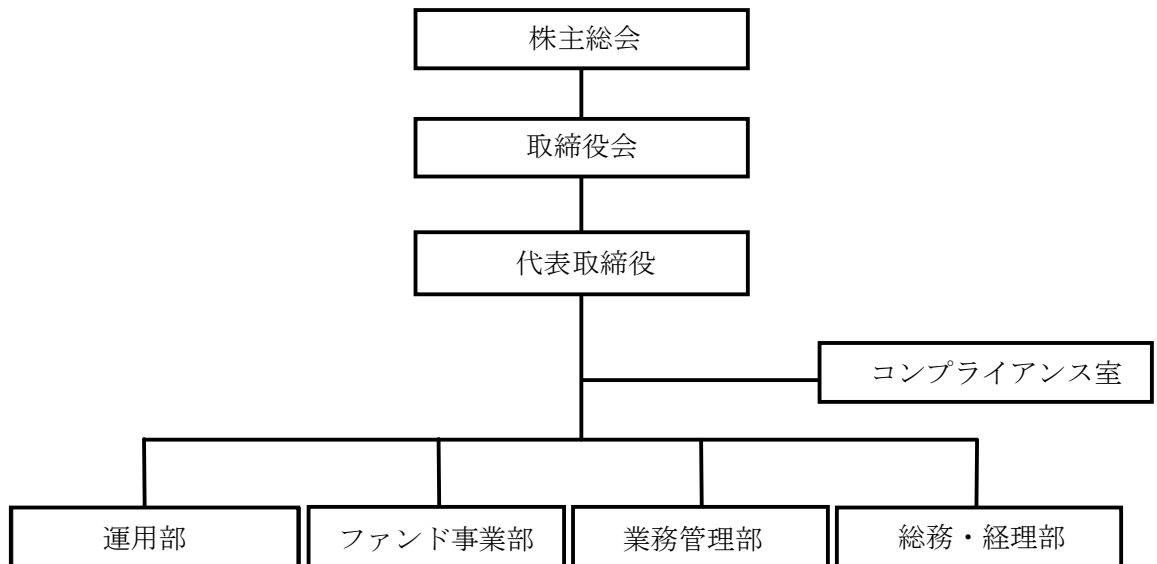 株主総会
取締役会
代表取締役
コンプライアンス室
運用部
ファンド事業部
業務管理部
総務・経理部